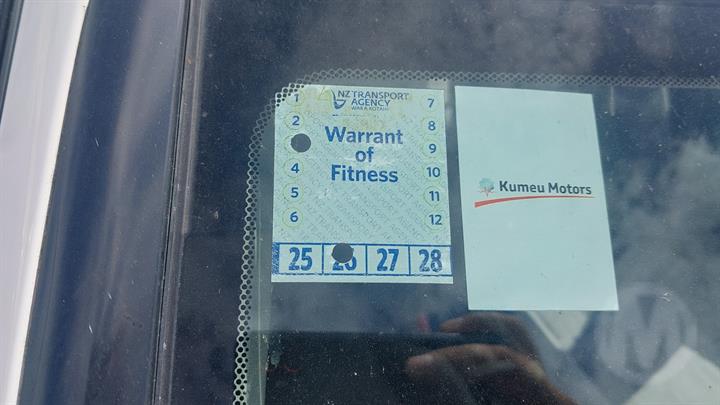 NZ TRANSPORT
AGENCY
WAKA KOTAHI
Warrant
of
Fitness
1
2
4
5
6
7
8
9
10
11
12
25 26 27 28
Kumeu Motors
M